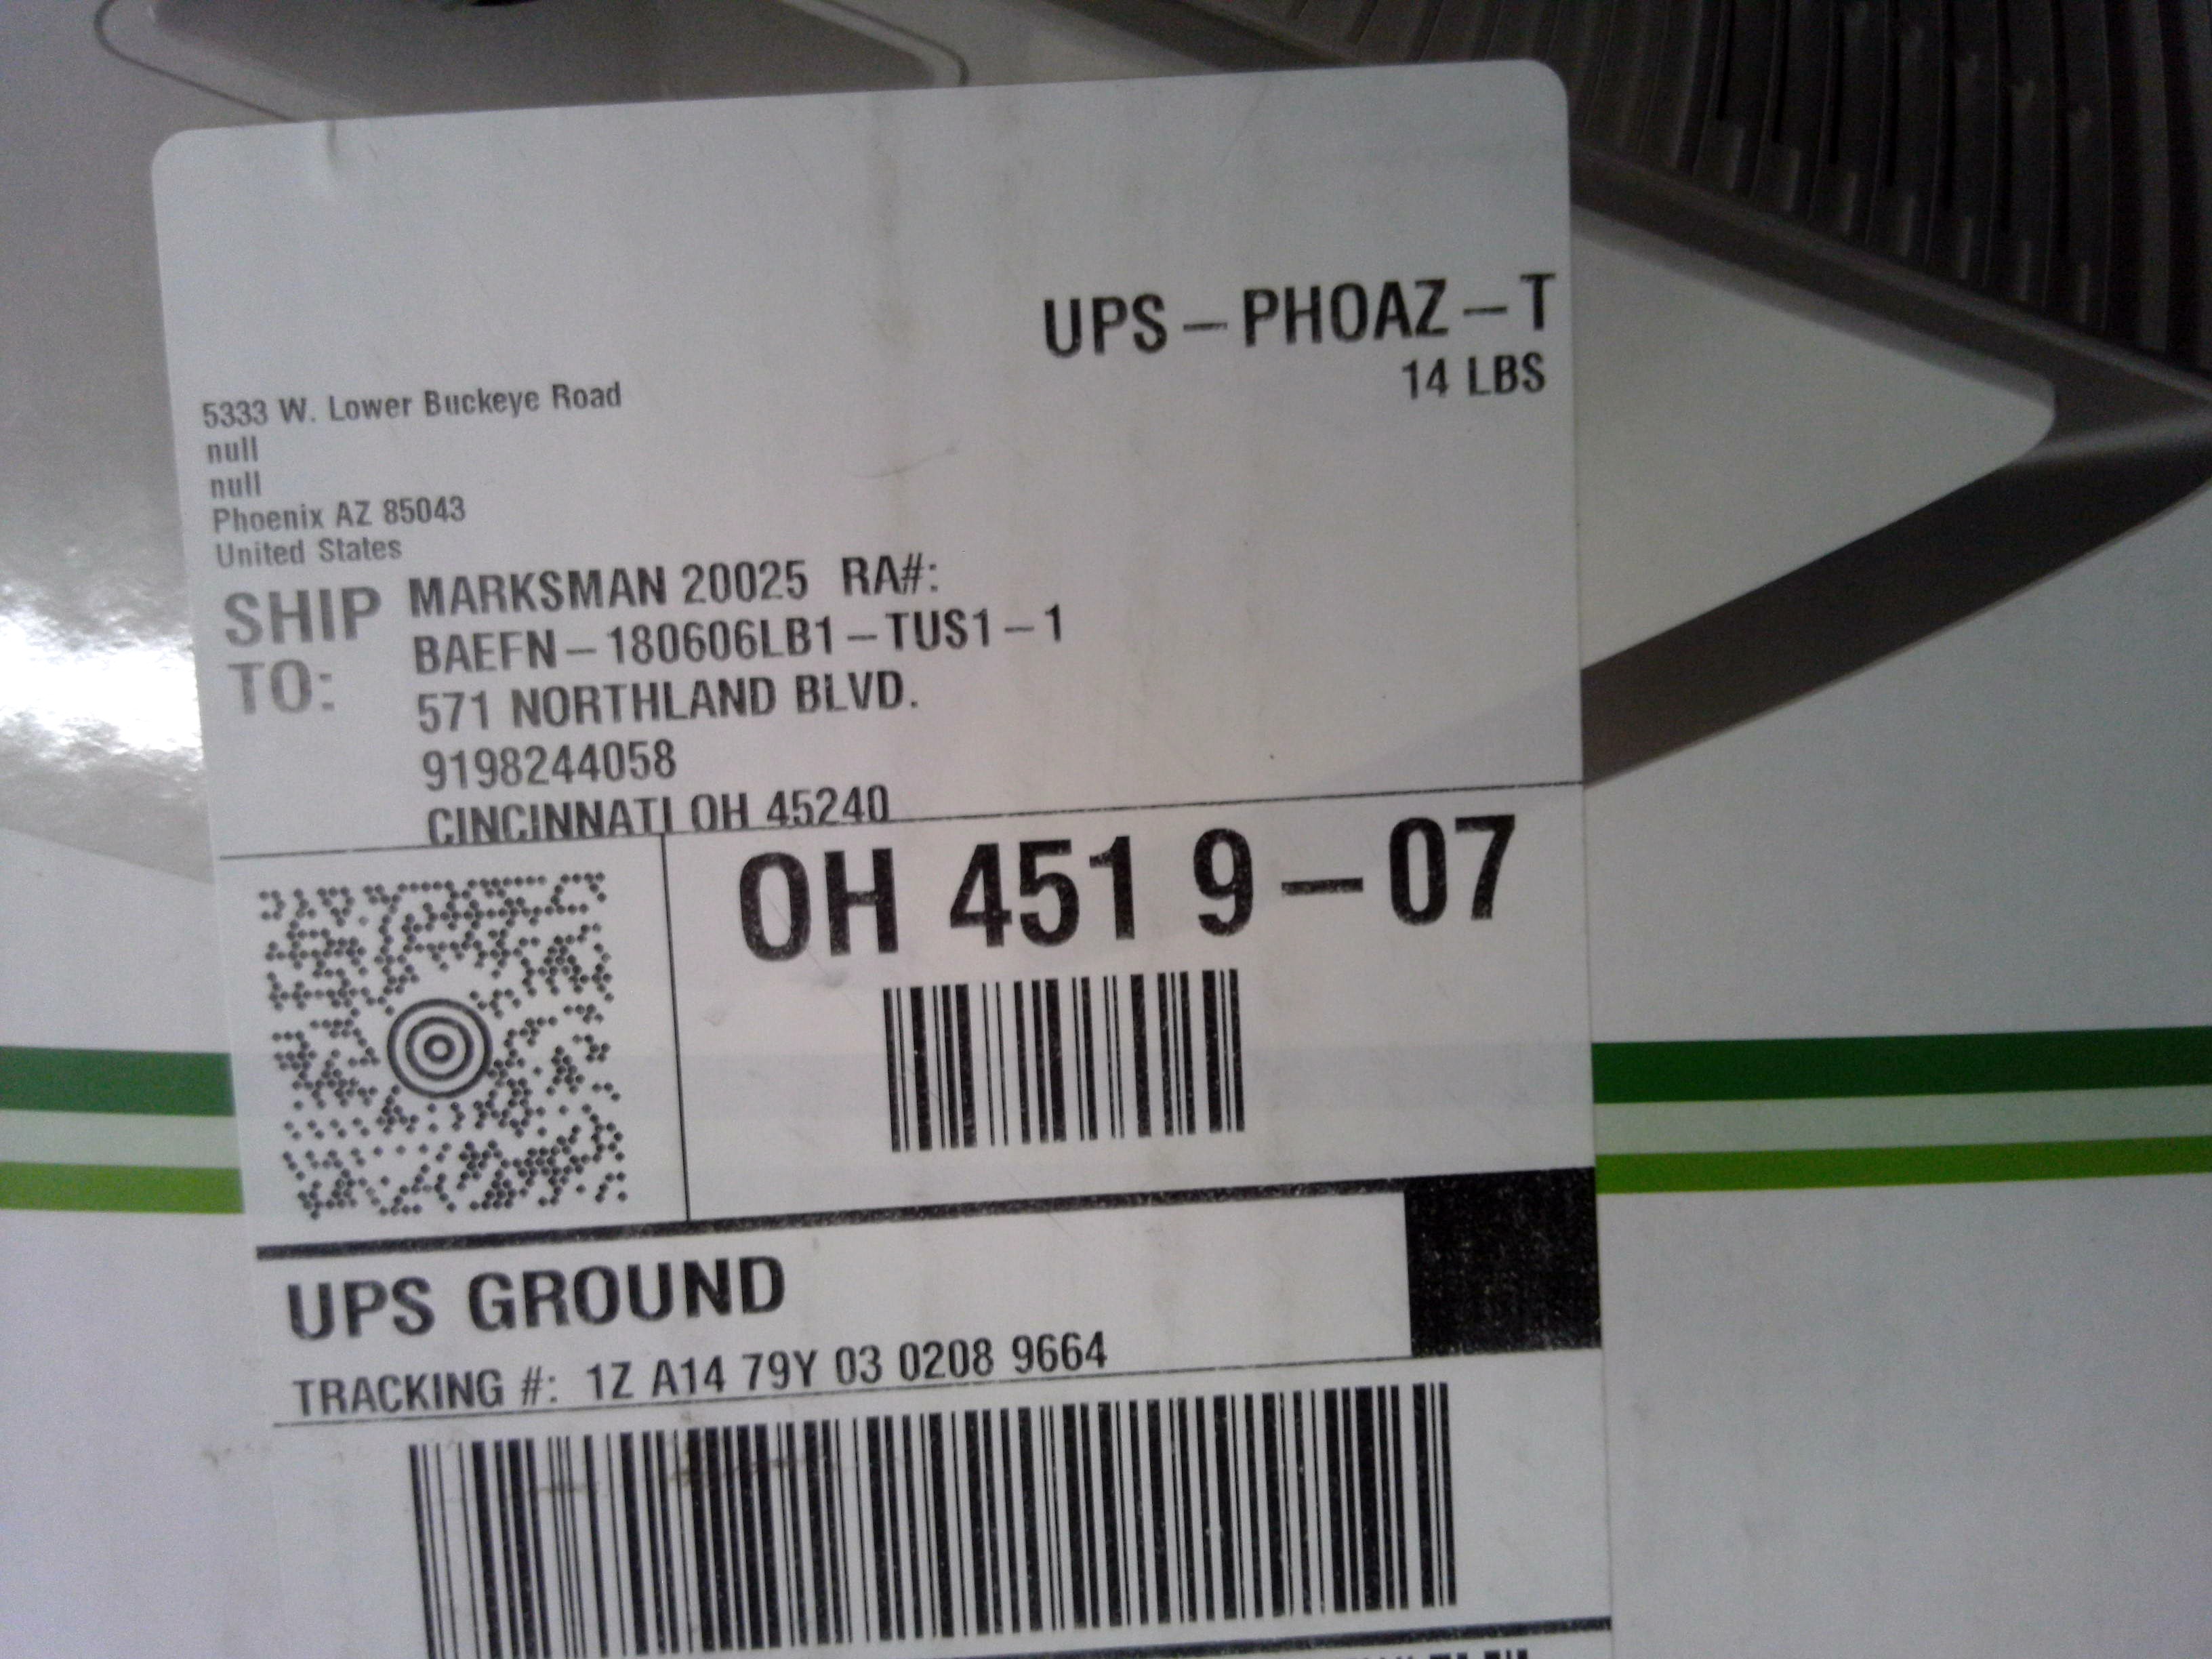 UPS – PHOAZ – T
14 LBS
5333 W. Lower Buckeye Road
null
null
Phoenix AZ 85043
United States
SHIP TO:
MARKSMAN 20025 RA#:
BAEFN – 180606LB1 – TUS1 – 1
571 NORTHLAND BLVD.
9198244058
CINCINNATI OH 45240
OH 451 9 – 07
UPS GROUND
TRACKING #: 1Z A14 79Y 03 0208 9664